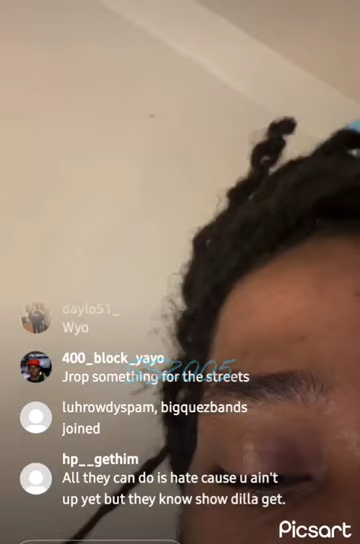 daylo51_
Wyo
400_block_yayo
Jrop something for the streets
luhrowdyspam, bigquezbands
joined
hp__gethim
All they can do is hate cause u ain't
up yet but they know show dilla get.
Picsart